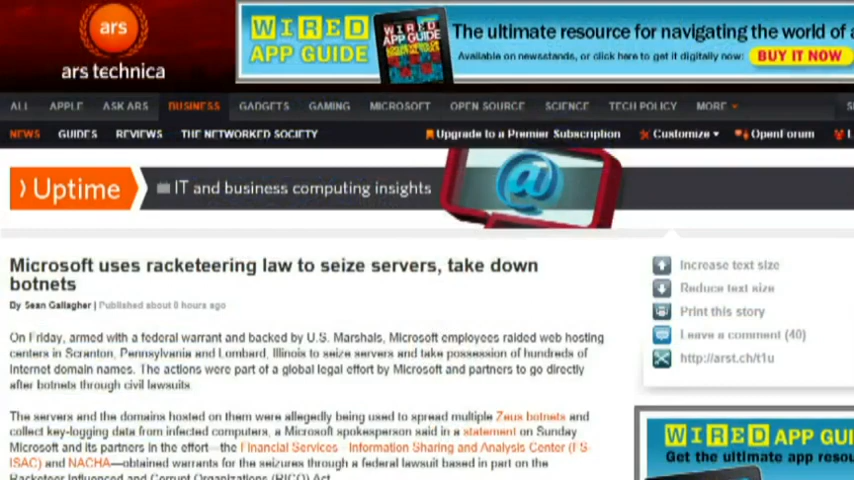 ars
ars technica
WIRED
APP GUIDE
WIRED
APP GUIDE
The ultimate resource for navigating the world of a
Available on newsstands, or click here to get it digitally now: BUY IT NOW
ALL APPLE ASK ARS BUSINESS GADGETS GAMING MICROSOFT OPEN SOURCE SCIENCE TECH POLICY MORE S
NEWS GUIDES REVIEWS THE NETWORKED SOCIETY Upgrade to a Premier Subscription Customize OpenForum L
Uptime IT and business computing insights
@
Microsoft uses racketeering law to seize servers, take down
botnets
By Sean Gallagher | Published about 8 hours ago
On Friday, armed with a federal warrant and backed by U.S. Marshals, Microsoft employees raided web hosting
centers in Scranton, Pennsylvania and Lombard, Illinois to seize servers and take possession of hundreds of
Internet domain names. The actions were part of a global legal effort by Microsoft and partners to go directly
after botnets through civil lawsuits.
The servers and the domains hosted on them were allegedly being used to spread multiple Zeus botnets and
collect key-logging data from infected computers, a Microsoft spokesperson said in a statement on Sunday
Microsoft and its partners in the effort—the Financial Services - Information Sharing and Analysis Center (FS-
ISAC) and NACHA—obtained warrants for the seizures through a federal lawsuit based in part on the
Racketeer Influenced and Corrupt Organizations (RICO) Act
Increase text size
Reduce text size
Print this story
Leave a comment (40)
http://arst.ch/t1u
WIRED APP GUI
Get the ultimate app resou